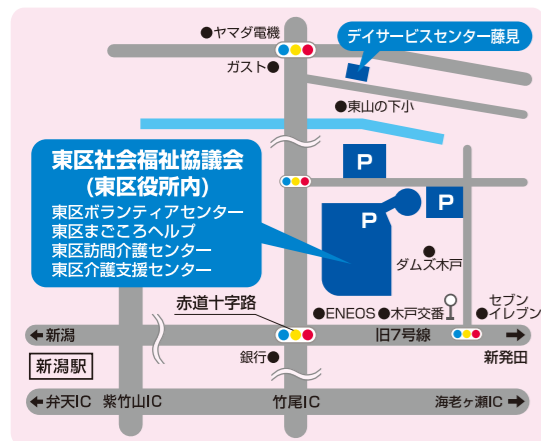 ●ヤマダ電機
デイサービスセンター藤見
ガスト●
●東山の下小
東区社会福祉協議会
(東区役所内)
東区ボランティアセンター
東区まごころヘルプ
東区訪問介護センター
東区介護支援センター
P
P
P
ダムズ木戸
赤道十字路
●ENEOS ●木戸交番
セブン
●イレブン
←新潟
旧7号線
→
新発田
新潟駅
銀行●
←弁天IC
紫竹山IC
竹尾IC
海老ヶ瀬IC→